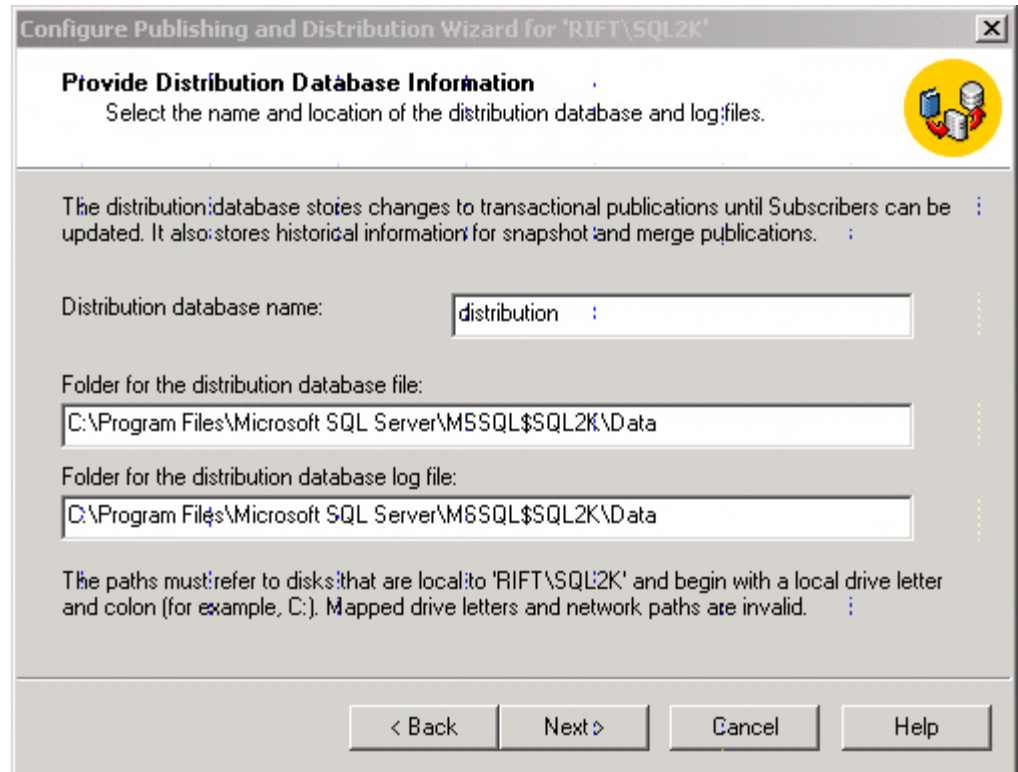 Configure Publishing and Distribution Wizard for 'RIFT\SQL2K'
Provide Distribution Database Information
Select the name and location of the distribution database and log files.
The distribution database stores changes to transactional publications until Subscribers can be
updated. It also stores historical information for snapshot and merge publications.
Distribution database name:
distribution
Folder for the distribution database file:
C:\Program Files\Microsoft SQL Server\MSSQL$SQL2K\Data
Folder for the distribution database log file:
C:\Program Files\Microsoft SQL Server\MSSQL$SQL2K\Data
The paths must refer to disks that are local to 'RIFT\SQL2K' and begin with a local drive letter
and colon (for example, C:). Mapped drive letters and network paths are invalid.
< Back
Next >
Cancel
Help